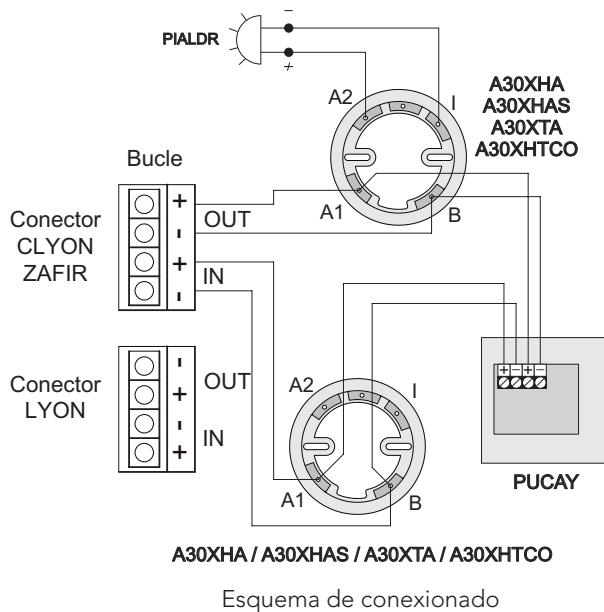 −
PIALDR
+
A2
I
A30XHA
A30XHAS
A30XTA
A30XHTCO
Bucle
A1
B
Conector
CLYON
ZAFIR
+
OUT
-
+
IN
-
Conector
LYON
-
OUT
+
-
IN
+
A2
I
+ − + −
A1
B
PUCAY
A30XHA / A30XHAS / A30XTA / A30XHTCO
Esquema de conexionado